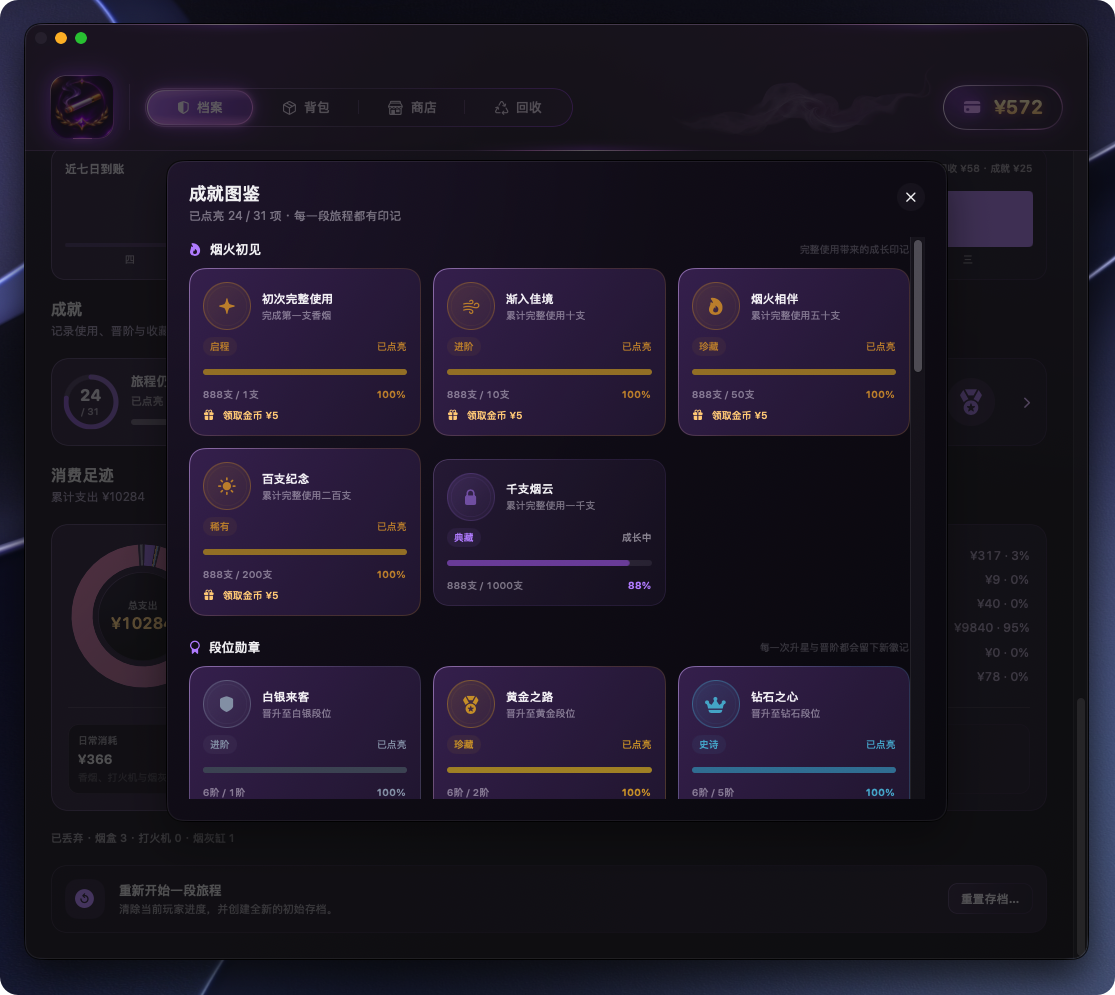 档案
背包
商店
回收
¥572
近七日到账
收 ¥58 · 成就 ¥25
四
三
成就图鉴
已点亮 24 / 31 项 · 每一段旅程都有印记
烟火初见
完整使用带来的成长印记
初次完整使用
完成第一支香烟
启程
已点亮
888支 / 1支
100%
领取金币 ¥5
渐入佳境
累计完整使用十支
进阶
已点亮
888支 / 10支
100%
领取金币 ¥5
烟火相伴
累计完整使用五十支
珍藏
已点亮
888支 / 50支
100%
领取金币 ¥5
百支纪念
累计完整使用二百支
稀有
已点亮
888支 / 200支
100%
领取金币 ¥5
千支烟云
累计完整使用一千支
典藏
成长中
888支 / 1000支
88%
段位勋章
每一次升星与晋阶都会留下新徽记
白银来客
晋升至白银段位
进阶
已点亮
6阶 / 1阶
100%
黄金之路
晋升至黄金段位
珍藏
已点亮
6阶 / 2阶
100%
钻石之心
晋升至钻石段位
史诗
已点亮
6阶 / 5阶
100%
成就
记录使用、晋阶与收藏
24
/ 31
旅程仍
已点亮
消费足迹
累计支出 ¥10284
总支出
¥10284
¥317 · 3%
¥9 · 0%
¥40 · 0%
¥9840 · 95%
¥0 · 0%
¥78 · 0%
日常消耗
¥366
香烟、打火机与烟灰
已丢弃 · 烟盒 3 · 打火机 0 · 烟灰缸 1
重新开始一段旅程
清除当前玩家进度，并创建全新的初始存档。
重置存档...